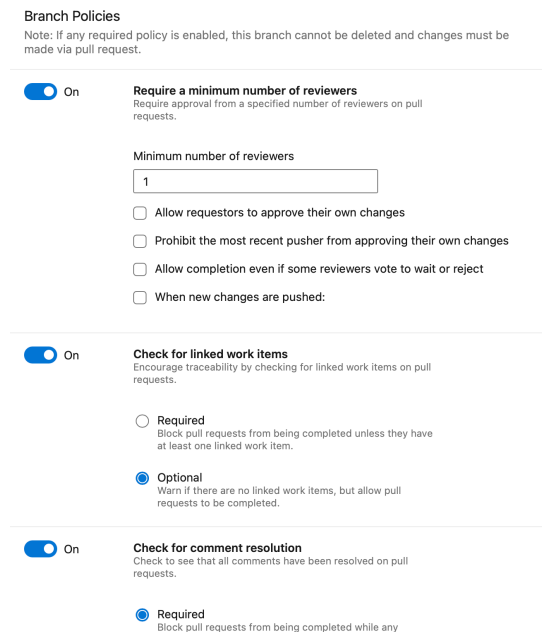 Branch Policies
Note: If any required policy is enabled, this branch cannot be deleted and changes must be
made via pull request.
On
Require a minimum number of reviewers
Require approval from a specified number of reviewers on pull
requests.
Minimum number of reviewers
1
Allow requestors to approve their own changes
Prohibit the most recent pusher from approving their own changes
Allow completion even if some reviewers vote to wait or reject
When new changes are pushed:
On
Check for linked work items
Encourage traceability by checking for linked work items on pull
requests.
Required
Block pull requests from being completed unless they have
at least one linked work item.
Optional
Warn if there are no linked work items, but allow pull
requests to be completed.
On
Check for comment resolution
Check to see that all comments have been resolved on pull
requests.
Required
Block pull requests from being completed while any